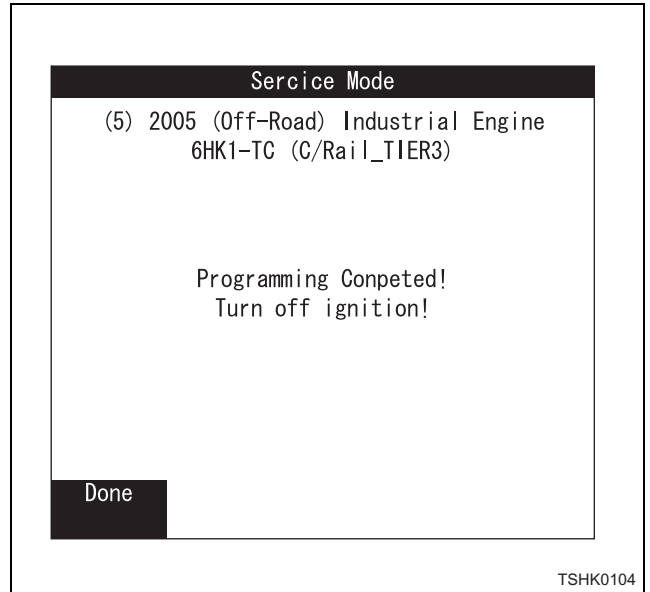 Sercice Mode
(5) 2005 (Off-Road) Industrial Engine
6HK1-TC (C/Rail_TIER3)
Programming Conpeted!
Turn off ignition!
Done
TSHK0104